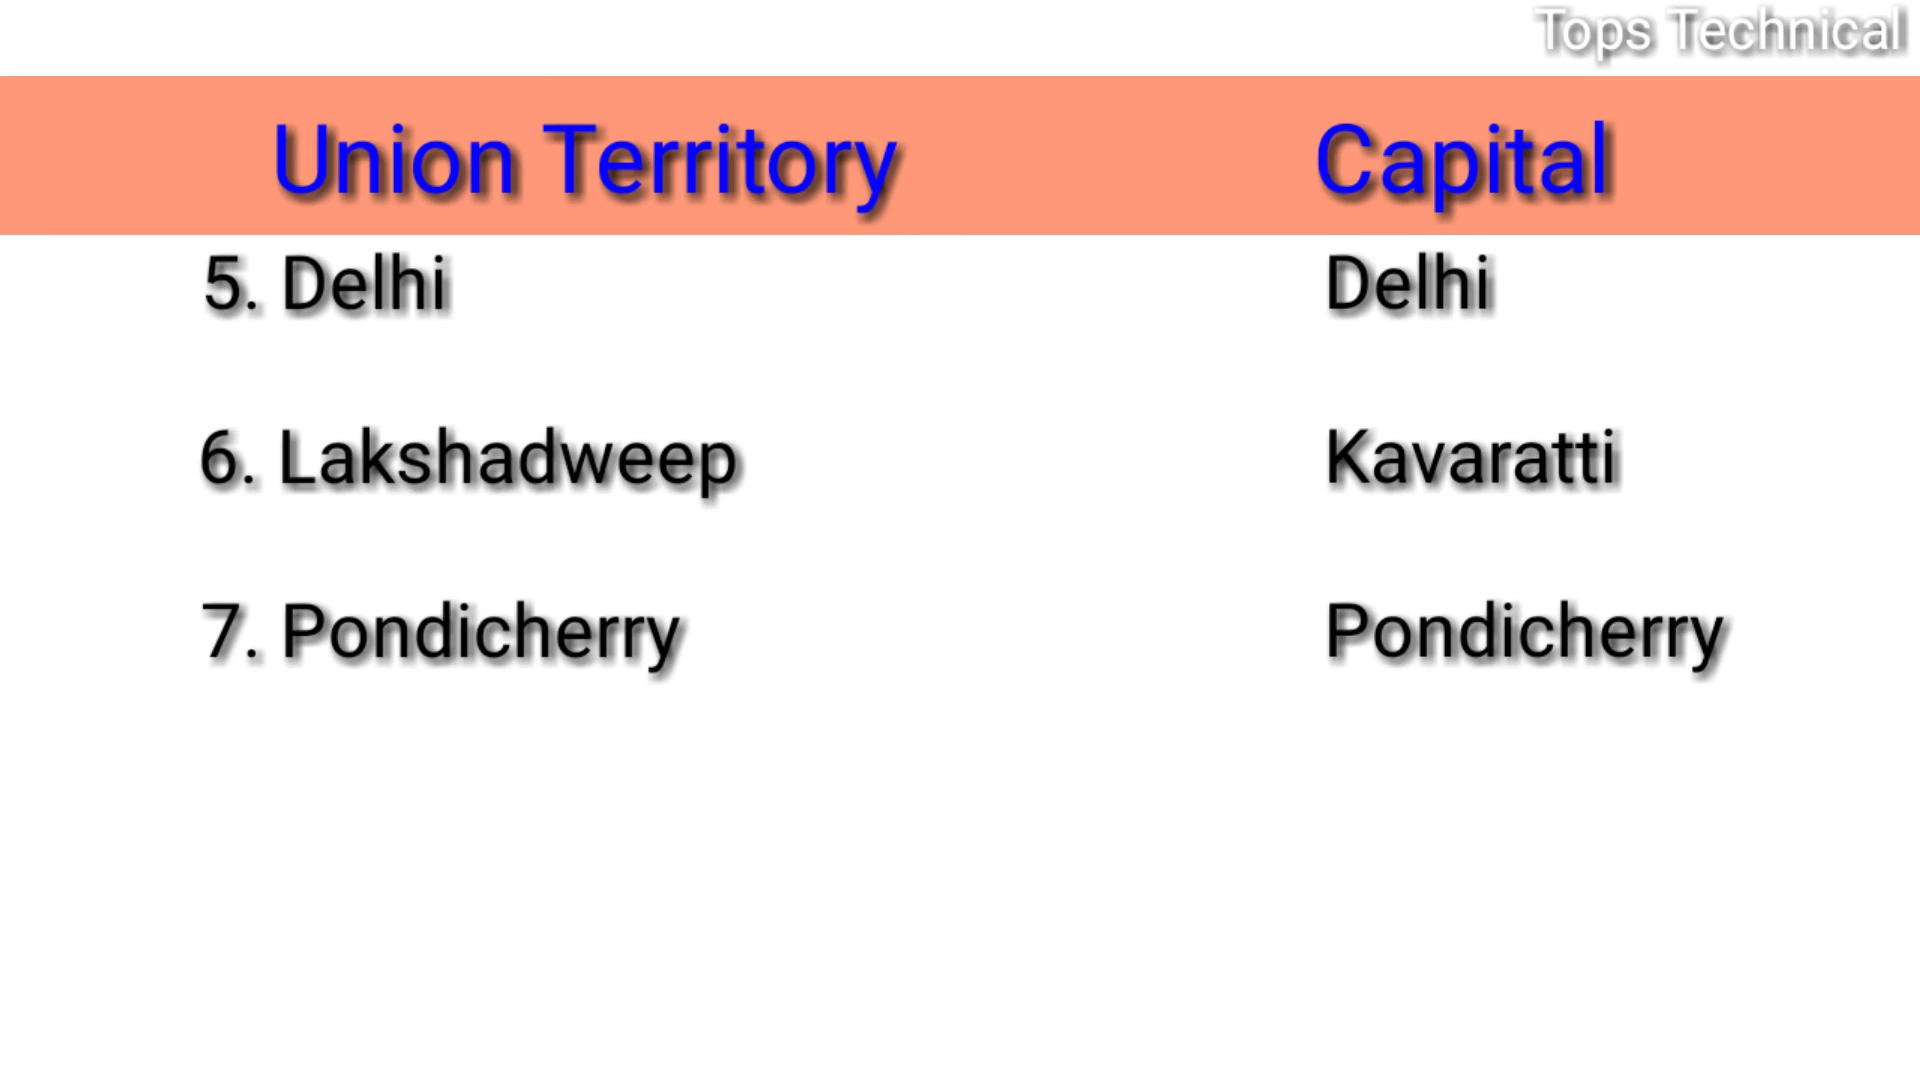 Tops Technical
Union Territory Capital
5. Delhi Delhi
6. Lakshadweep Kavaratti
7. Pondicherry Pondicherry